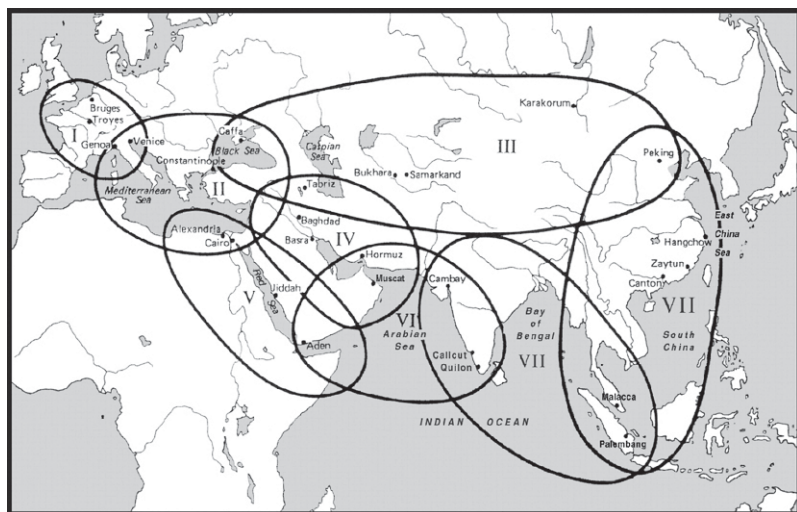 Bruges
I
Troyes
Genoa
Venice
Caffa
Black Sea
Constantinople
II
Mediterranean
Sea
Caspian
Sea
Karakorum
III
Bukhara
Samarkand
Peking
Tabriz
Baghdad
Basra
IV
Hormuz
Muscat
Alexandria
Cairo
Red
Sea
V
Jiddah
Aden
VI
Arabian
Sea
Cambay
Calicut
Quilon
Bay
of
Bengal
VII
East
China
Sea
Hangchow
Zaytun
Canton
VII
South
China
Malacca
Palembang
INDIAN OCEAN